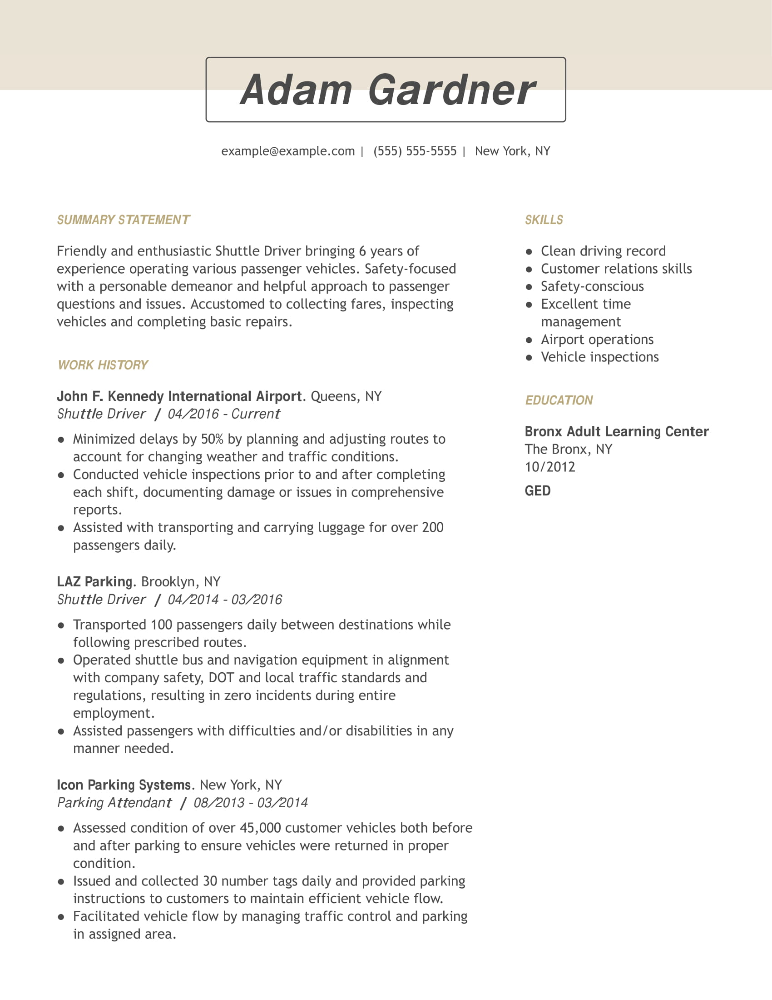 Adam Gardner
example@example.com | (555) 555-5555 | New York, NY
SUMMARY STATEMENT
Friendly and enthusiastic Shuttle Driver bringing 6 years of
experience operating various passenger vehicles. Safety-focused
with a personable demeanor and helpful approach to passenger
questions and issues. Accustomed to collecting fares, inspecting
vehicles and completing basic repairs.
WORK HISTORY
John F. Kennedy International Airport. Queens, NY
Shuttle Driver / 04/2016 - Current
● Minimized delays by 50% by planning and adjusting routes to
account for changing weather and traffic conditions.
● Conducted vehicle inspections prior to and after completing
each shift, documenting damage or issues in comprehensive
reports.
● Assisted with transporting and carrying luggage for over 200
passengers daily.
LAZ Parking. Brooklyn, NY
Shuttle Driver / 04/2014 - 03/2016
● Transported 100 passengers daily between destinations while
following prescribed routes.
● Operated shuttle bus and navigation equipment in alignment
with company safety, DOT and local traffic standards and
regulations, resulting in zero incidents during entire
employment.
● Assisted passengers with difficulties and/or disabilities in any
manner needed.
Icon Parking Systems. New York, NY
Parking Attendant / 08/2013 - 03/2014
● Assessed condition of over 45,000 customer vehicles both before
and after parking to ensure vehicles were returned in proper
condition.
● Issued and collected 30 number tags daily and provided parking
instructions to customers to maintain efficient vehicle flow.
● Facilitated vehicle flow by managing traffic control and parking
in assigned area.
SKILLS
● Clean driving record
● Customer relations skills
● Safety-conscious
● Excellent time
management
● Airport operations
● Vehicle inspections
EDUCATION
Bronx Adult Learning Center
The Bronx, NY
10/2012
GED